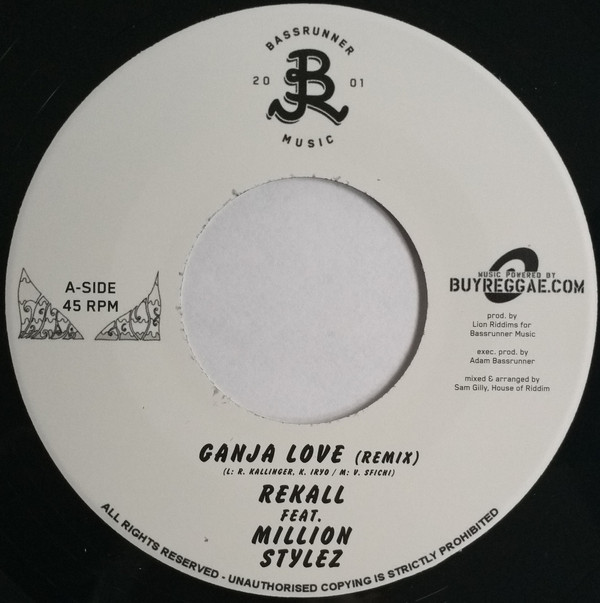 BASSRUNNER
20 01
MUSIC
A-SIDE
45 RPM
MUSIC POWERED BY
BUYREGGAE.COM
prod. by
Lion Riddims for
Bassrunner Music
exec. prod. by
Adam Bassrunner
mixed & arranged by
Sam Gilly, House of Riddim
GANJA LOVE (REMIX)
(L: R. KALLINGER, K. IRYO / M: V. SFICHI)
REKALL
FEAT.
MILLION
STYLEZ
ALL RIGHTS RESERVED - UNAUTHORISED COPYING IS STRICTLY PROHIBITED